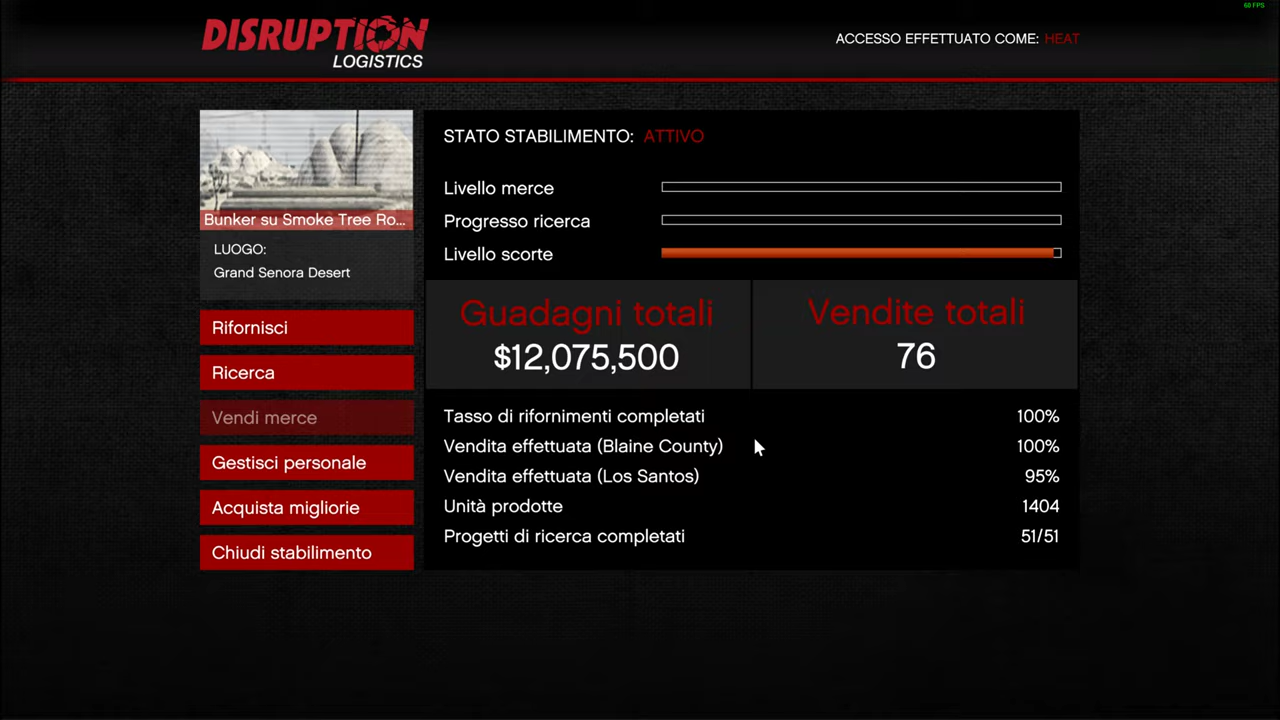 60 FPS
DISRUPTION
LOGISTICS
ACCESSO EFFETTUATO COME: HEAT
Bunker su Smoke Tree Ro...
LUOGO:
Grand Senora Desert
Rifornisci
Ricerca
Vendi merce
Gestisci personale
Acquista migliorie
Chiudi stabilimento
STATO STABILIMENTO: ATTIVO
Livello merce
Progresso ricerca
Livello scorte
Guadagni totali
$12,075,500
Vendite totali
76
Tasso di rifornimenti completati 100%
Vendita effettuata (Blaine County) 100%
Vendita effettuata (Los Santos) 95%
Unità prodotte 1404
Progetti di ricerca completati 51/51